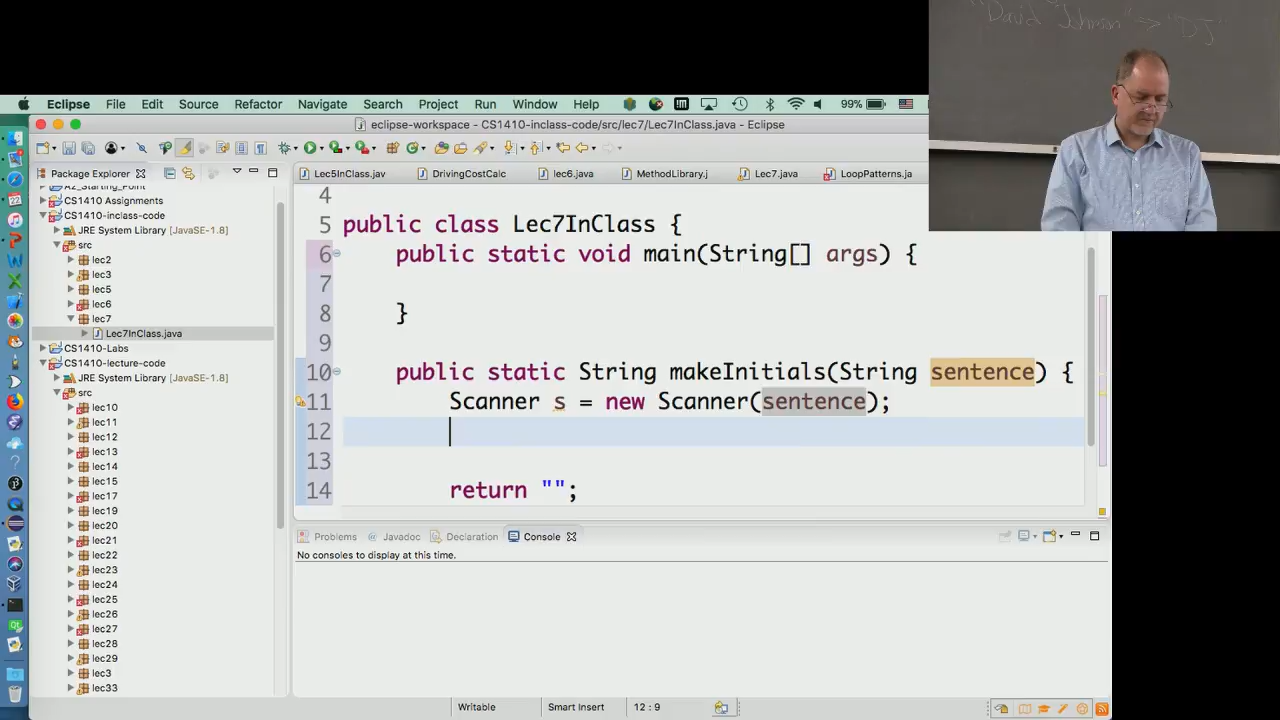 "David Johnson" -> "DJ"
Eclipse File Edit Source Refactor Navigate Search Project Run Window Help 99%
eclipse-workspace - CS1410-inclass-code/src/lec7/Lec7InClass.java - Eclipse
Package Explorer
Lec5InClass.jav DrivingCostCalc lec6.java MethodLibrary.j Lec7.java LoopPatterns.ja
A2_Starting_Point
CS1410 Assignments
CS1410-inclass-code
JRE System Library [JavaSE-1.8]
src
lec2
lec3
lec5
lec6
lec7
Lec7InClass.java
CS1410-Labs
CS1410-lecture-code
JRE System Library [JavaSE-1.8]
src
lec10
lec11
lec12
lec13
lec14
lec15
lec17
lec19
lec20
lec21
lec22
lec23
lec24
lec25
lec26
lec27
lec28
lec29
lec3
lec33
4
5 public class Lec7InClass {
6 public static void main(String[] args) {
7
8 }
9
10 public static String makeInitials(String sentence) {
11 Scanner s = new Scanner(sentence);
12
13
14 return "";
Problems Javadoc Declaration Console
No consoles to display at this time.
Writable Smart Insert 12 : 9